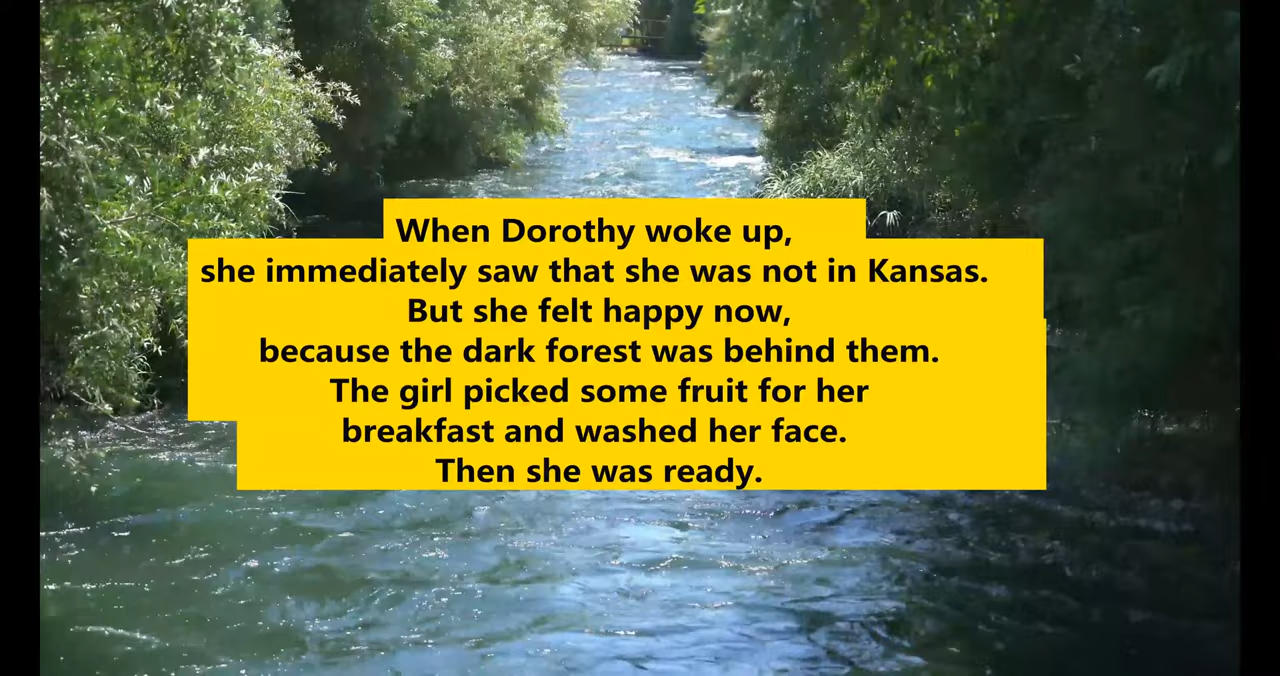 When Dorothy woke up,
she immediately saw that she was not in Kansas.
But she felt happy now,
because the dark forest was behind them.
The girl picked some fruit for her
breakfast and washed her face.
Then she was ready.